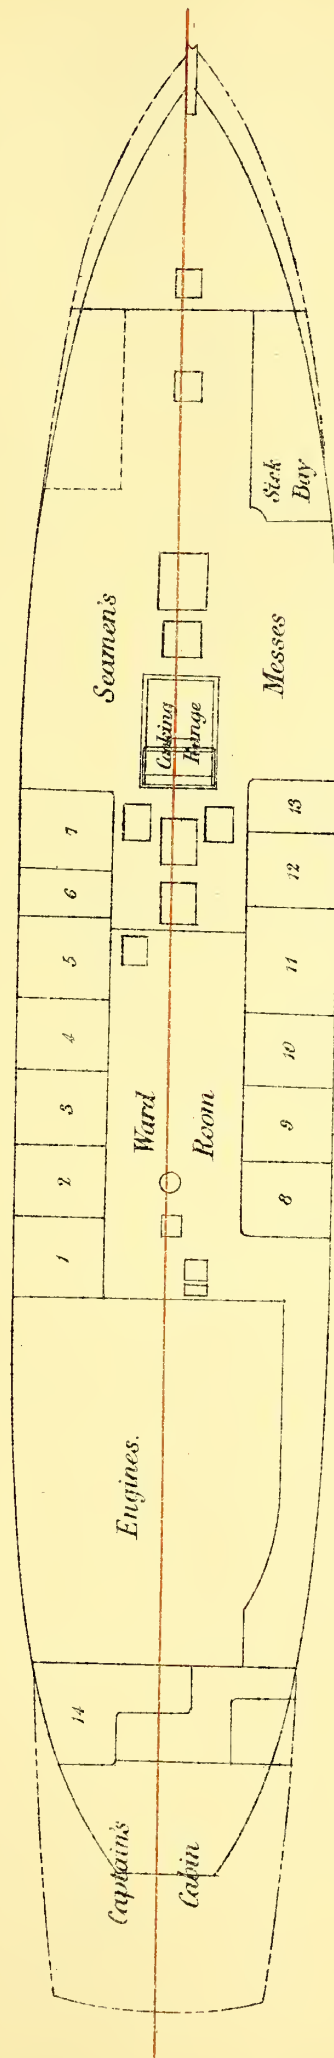 Sick
Bay
Seamen's
Messes
Cooking
Range
7
6
5
4
3
2
1
13
12
11
10
9
8
Ward
Room
Engines.
14
Captain's
Cabin